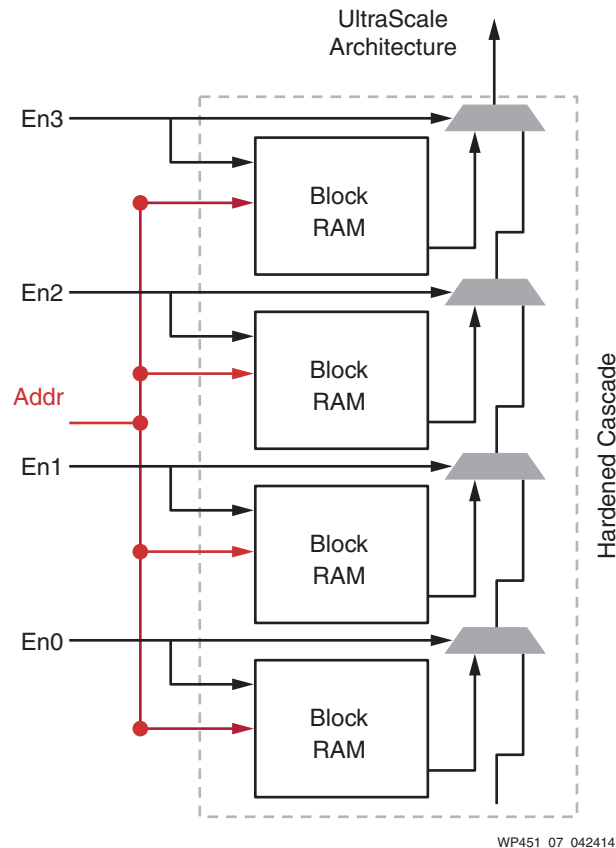 UltraScale
Architecture
En3
Block
RAM
En2
Block
RAM
Addr
En1
Block
RAM
En0
Block
RAM
Hardened Cascade
WP451_07_042414